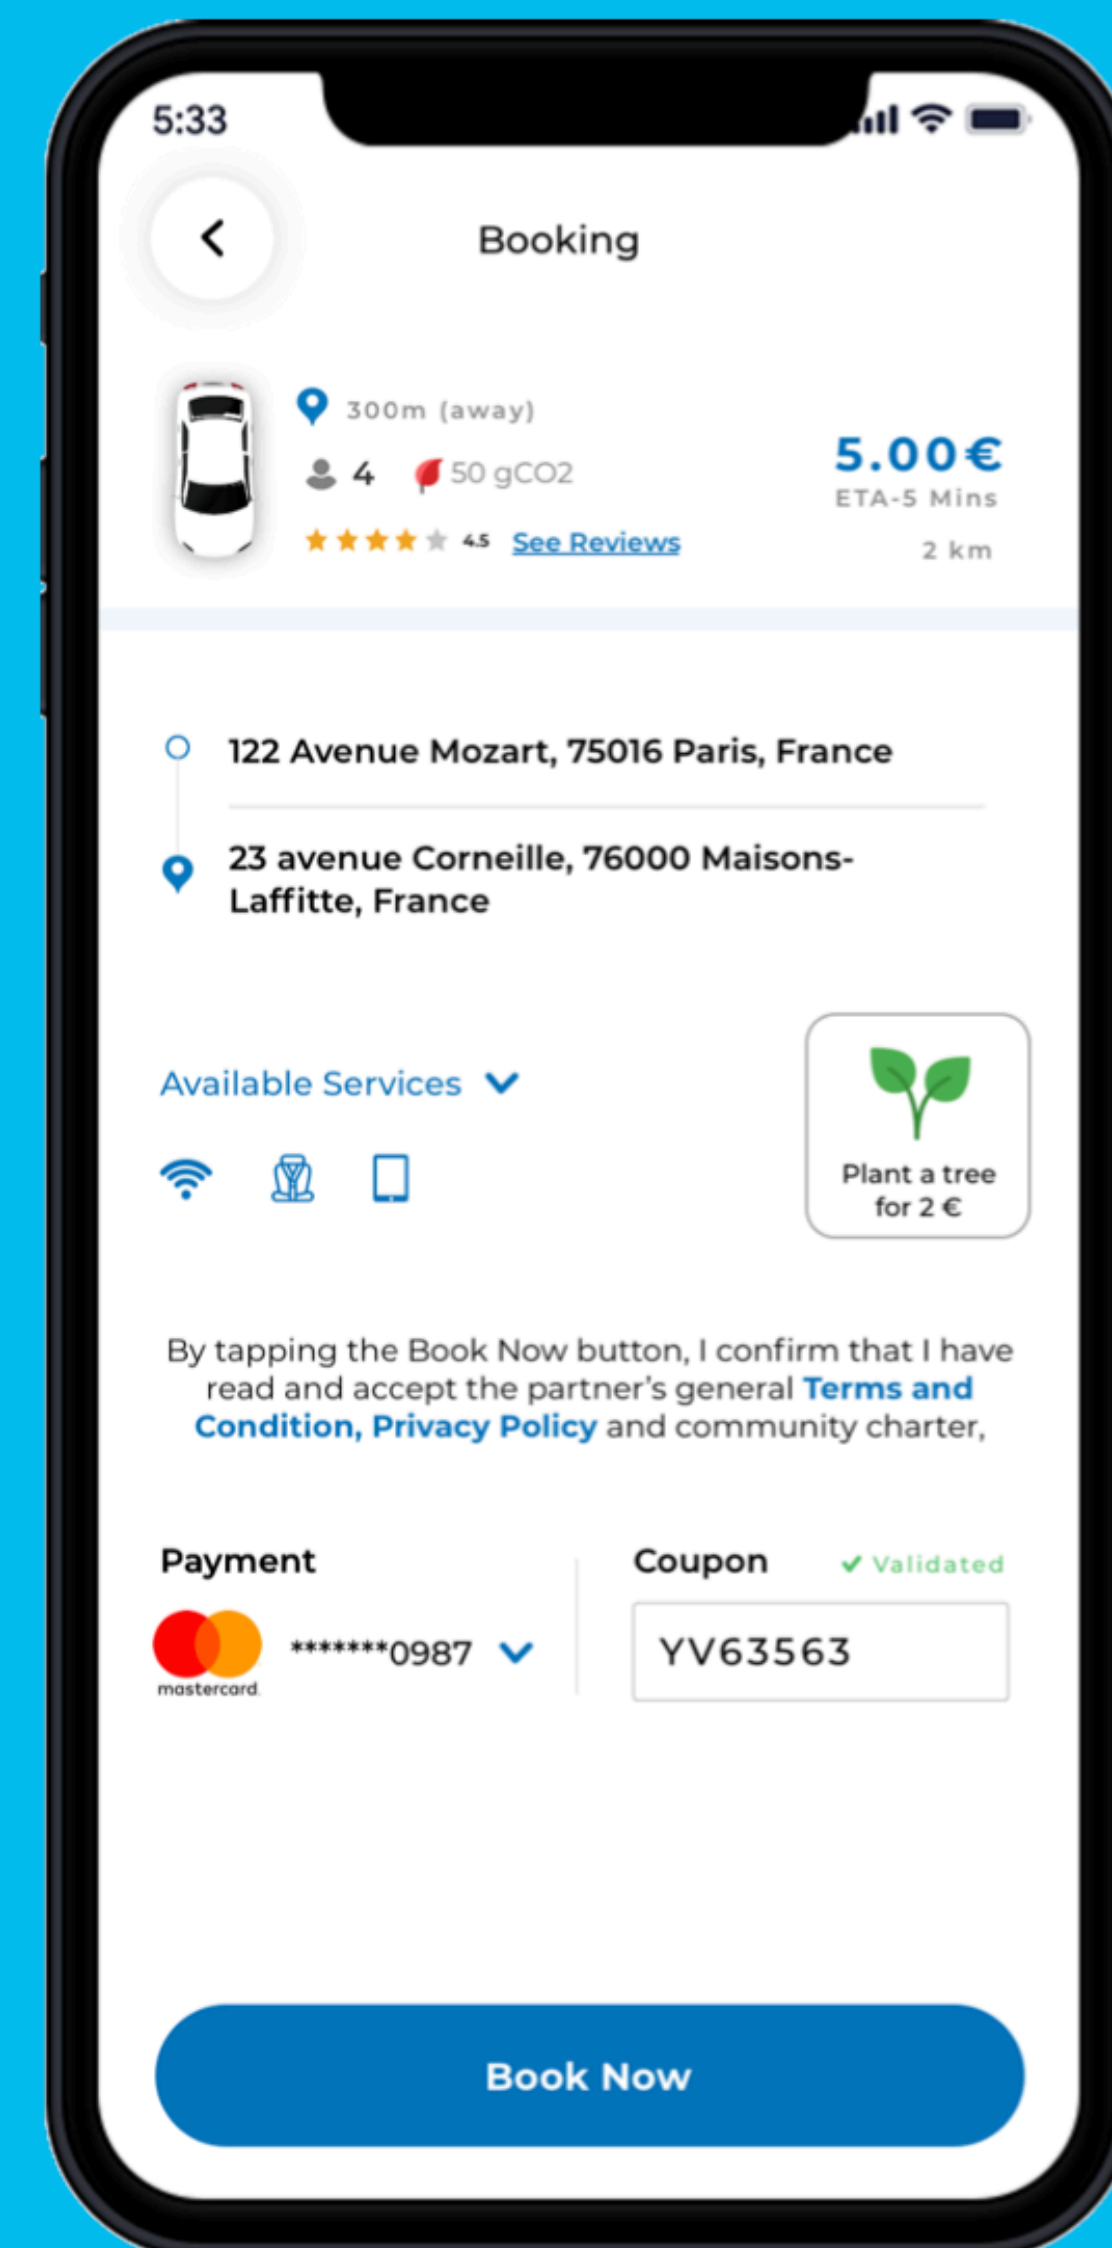 5:33
Booking
300m (away)
4 50 gCO2
4.5 See Reviews
5.00€
ETA-5 Mins
2 km
122 Avenue Mozart, 75016 Paris, France
23 avenue Corneille, 76000 Maisons-
Laffitte, France
Available Services
Plant a tree
for 2 €
By tapping the Book Now button, I confirm that I have
read and accept the partner's general Terms and
Condition, Privacy Policy and community charter,
Payment
mastercard.
*******0987
Coupon
Validated
YV63563
Book Now